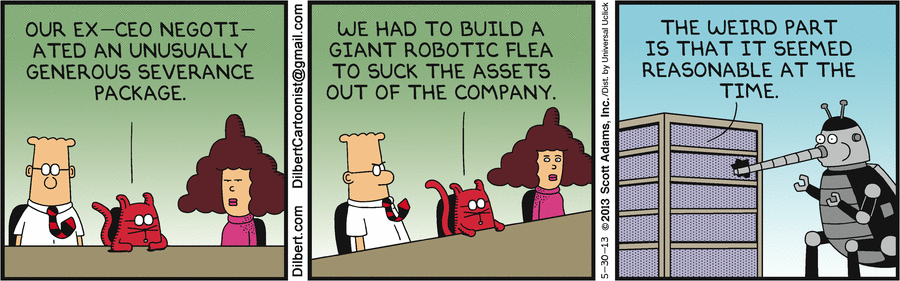 OUR EX-CEO NEGOTI-
ATED AN UNUSUALLY
GENEROUS SEVERANCE
PACKAGE.
Dilbert.com DilbertCartoonist@gmail.com
WE HAD TO BUILD A
GIANT ROBOTIC FLEA
TO SUCK THE ASSETS
OUT OF THE COMPANY.
5-30-13 © 2013 Scott Adams, Inc. /Dist. by Universal Uclick
THE WEIRD PART
IS THAT IT SEEMED
REASONABLE AT THE
TIME.